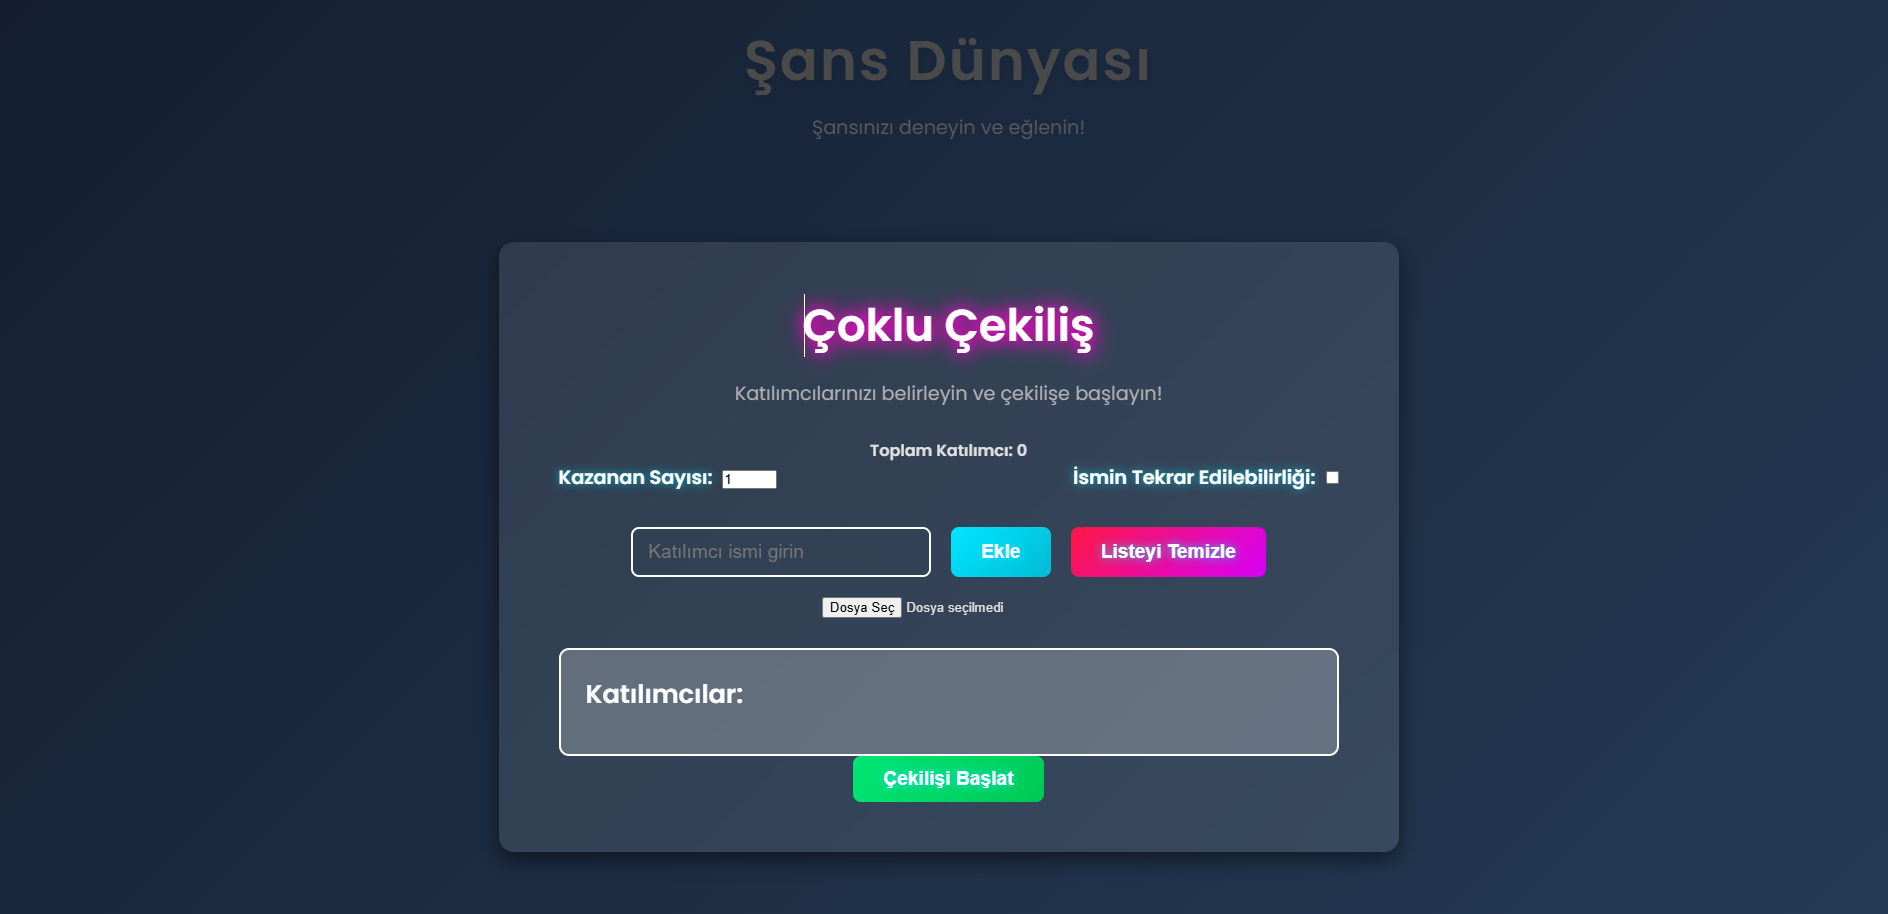 Şans Dünyası
Şansınızı deneyin ve eğlenin!
Çoklu Çekiliş
Katılımcılarınızı belirleyin ve çekilişe başlayın!
Toplam Katılımcı: 0
Kazanan Sayısı: 1 İsmin Tekrar Edilebilirliği:
Katılımcı ismi girin Ekle Listeyi Temizle
Dosya Seç Dosya seçilmedi
Katılımcılar:
Çekilişi Başlat